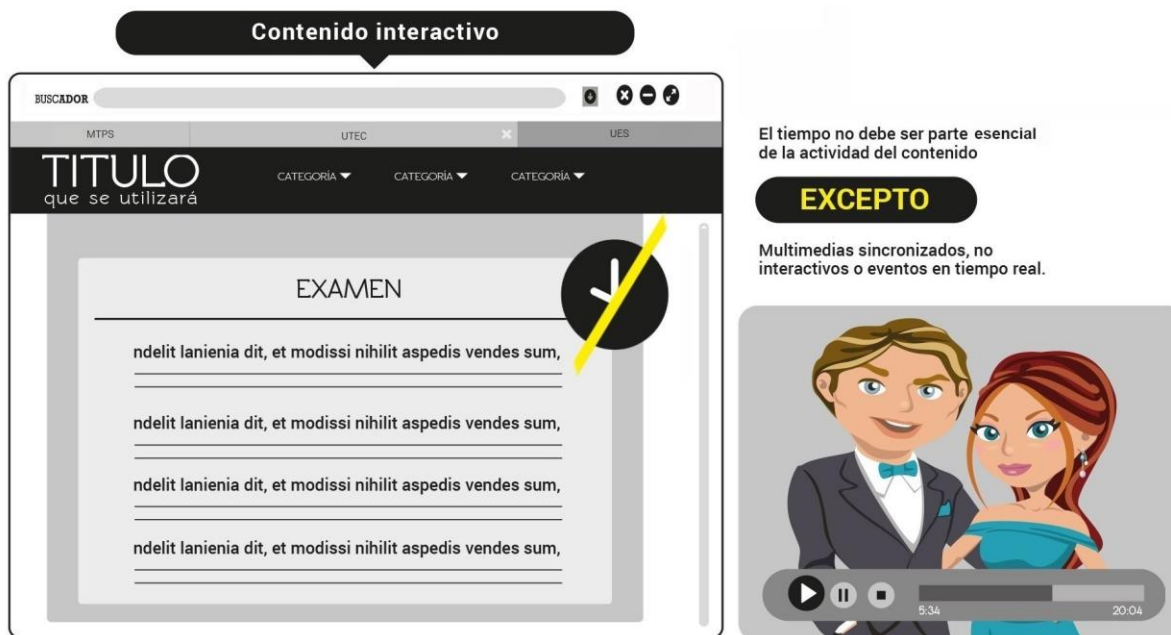 Contenido interactivo
BUSCADOR
MTPS
UTEC
UES
TITULO
que se utilizará
CATEGORÍA
CATEGORÍA
CATEGORÍA
EXAMEN
ndelit lanienia dit, et modissi nihilit aspedis vendes sum,
ndelit lanienia dit, et modissi nihilit aspedis vendes sum,
ndelit lanienia dit, et modissi nihilit aspedis vendes sum,
ndelit lanienia dit, et modissi nihilit aspedis vendes sum,
El tiempo no debe ser parte esencial
de la actividad del contenido
EXCEPTO
Multimedias sincronizados, no
interactivos o eventos en tiempo real.
5:34
20:04